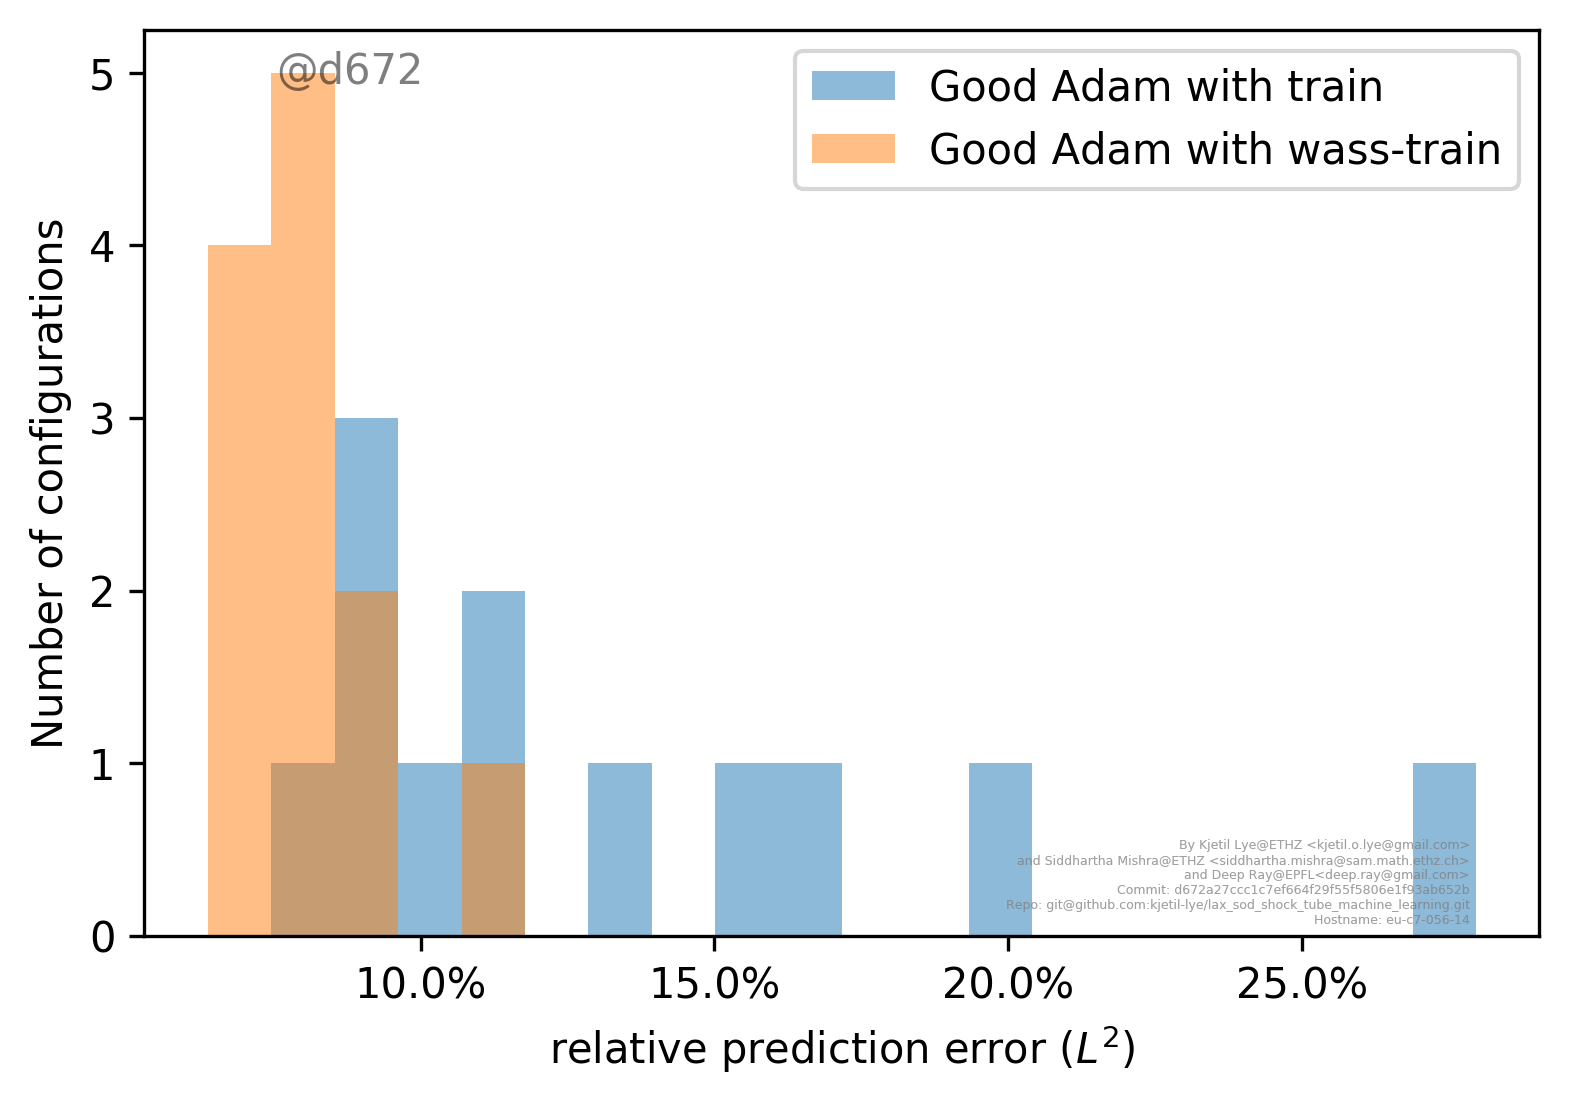 @d672
Good Adam with train
Good Adam with wass-train
5
4
3
2
1
0
Number of configurations
10.0% 15.0% 20.0% 25.0%
relative prediction error (L²)
By Kjetil Lye@ETHZ <kjetil.o.lye@gmail.com>
and Siddhartha Mishra@ETHZ <siddhartha.mishra@sam.math.ethz.ch>
and Deep Ray@EPFL<deep.ray@gmail.com>
Commit: d672a27ccc1c7ef664f29f55f5806e1f93ab652b
Repo: git@github.com:kjetil-lye/lax_sod_shock_tube_machine_learning.git
Hostname: eu-c7-056-14